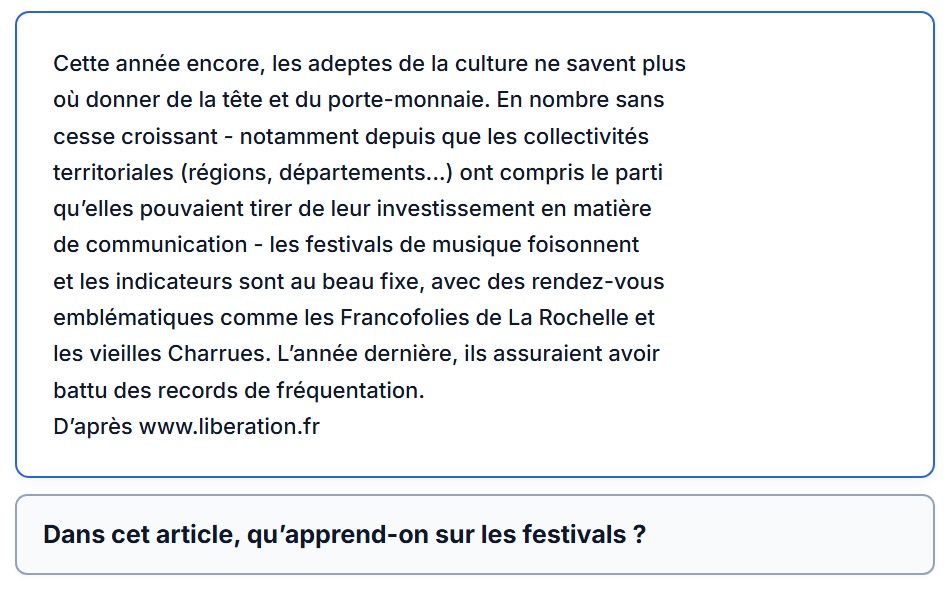 Cette année encore, les adeptes de la culture ne savent plus
où donner de la tête et du porte-monnaie. En nombre sans
cesse croissant - notamment depuis que les collectivités
territoriales (régions, départements...) ont compris le parti
qu’elles pouvaient tirer de leur investissement en matière
de communication - les festivals de musique foisonnent
et les indicateurs sont au beau fixe, avec des rendez-vous
emblématiques comme les Francofolies de La Rochelle et
les vieilles Charrues. L’année dernière, ils assuraient avoir
battu des records de fréquentation.
D’après www.liberation.fr
Dans cet article, qu’apprend-on sur les festivals ?